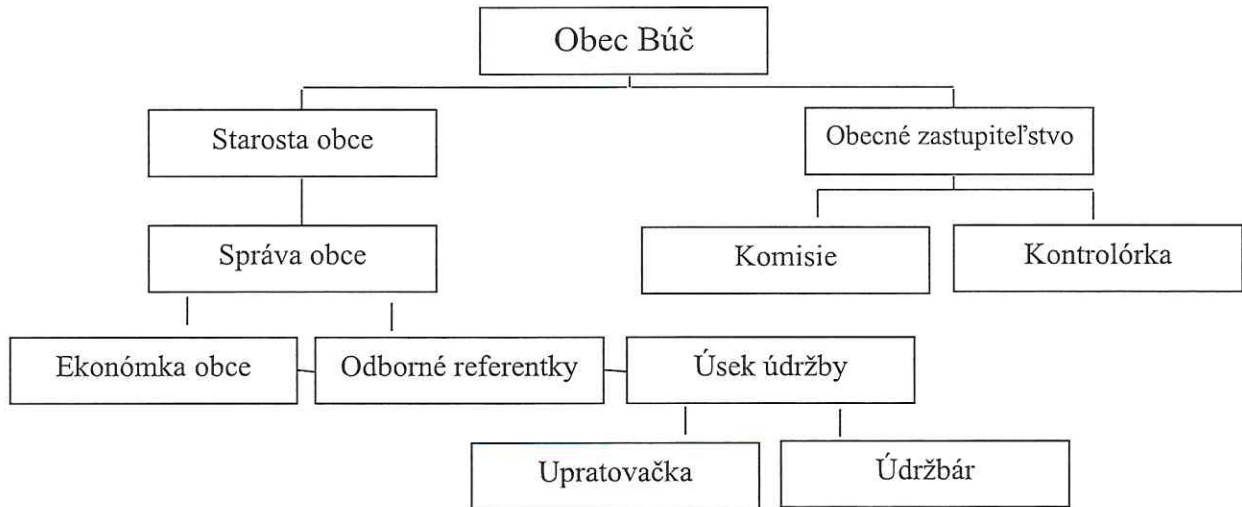 Obec Búč
Starosta obce
Obecné zastupiteľstvo
Správa obce
Komisie
Kontrolórka
Ekonómka obce
Odborné referentky
Úsek údržby
Upratovačka
Údržbár